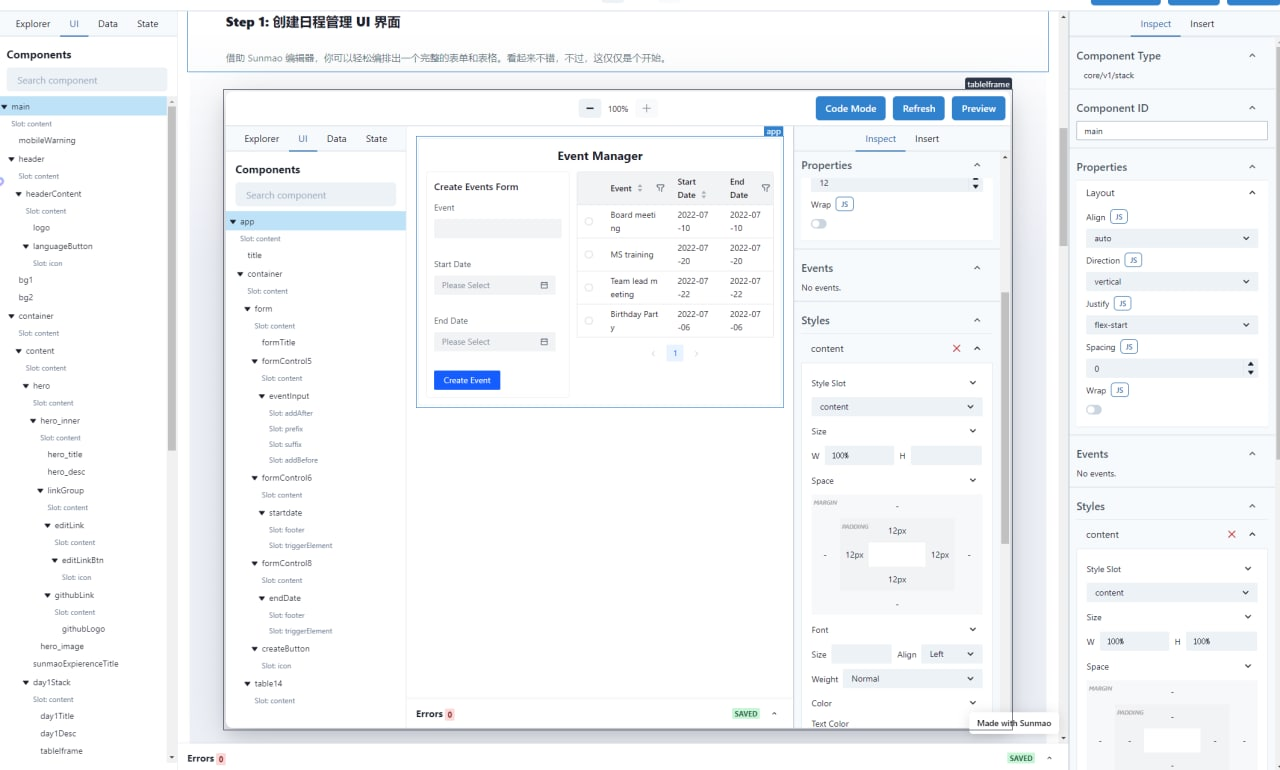 Explorer UI Data State
Components
Search component
main
Slot: content
mobileWarning
header
Slot: content
headerContent
Slot: content
logo
languageButton
Slot: icon
bg1
bg2
container
Slot: content
content
Slot: content
hero
Slot: content
hero_inner
Slot: content
hero_title
hero_desc
linkGroup
Slot: content
editLink
Slot: content
editLinkBtn
Slot: icon
githubLink
Slot: content
githubLogo
hero_image
sunmaoExpierenceTitle
day1Stack
Slot: content
day1Title
day1Desc
tableIframe
Step 1: 创建日程管理 UI 界面
借助 Sunmao 编辑器，你可以轻松编排出一个完整的表单和表格。看起来不错，不过，这仅仅是个开始。
tableIframe
100%
Code Mode Refresh Preview
Explorer UI Data State
Components
Search component
app
Slot: content
title
container
Slot: content
form
Slot: content
formTitle
formControl5
Slot: content
eventInput
Slot: addAfter
Slot: prefix
Slot: suffix
Slot: addBefore
formControl6
Slot: content
startdate
Slot: footer
Slot: triggerElement
formControl8
Slot: content
endDate
Slot: footer
Slot: triggerElement
createButton
Slot: icon
table14
Slot: content
app
Event Manager
Create Events Form
Event
Start Date
Please Select
End Date
Please Select
Create Event
Event Start Date End Date
Board meeti
ng
2022-07
-10
2022-07
-10
MS training
2022-07
-20
2022-07
-20
Team lead m
eeting
2022-07
-22
2022-07
-22
Birthday Part
y
2022-07
-06
2022-07
-06
1
Errors 0
SAVED
Inspect Insert
Properties
12
Wrap JS
Events
No events.
Styles
content
Style Slot
content
Size
W 100% H
Space
MARGIN
-
PADDING
12px
- 12px 12px -
12px
-
Font
Size Align Left
Weight Normal
Color
Text Color
Made with Sunmao
Errors 0
SAVED
Inspect Insert
Component Type
core/v1/stack
Component ID
main
Properties
Layout
Align JS
auto
Direction JS
vertical
Justify JS
flex-start
Spacing JS
0
Wrap JS
Events
No events.
Styles
content
Style Slot
content
Size
W 100% H 100%
Space
MARGIN
-
PADDING
-
- - - -
-